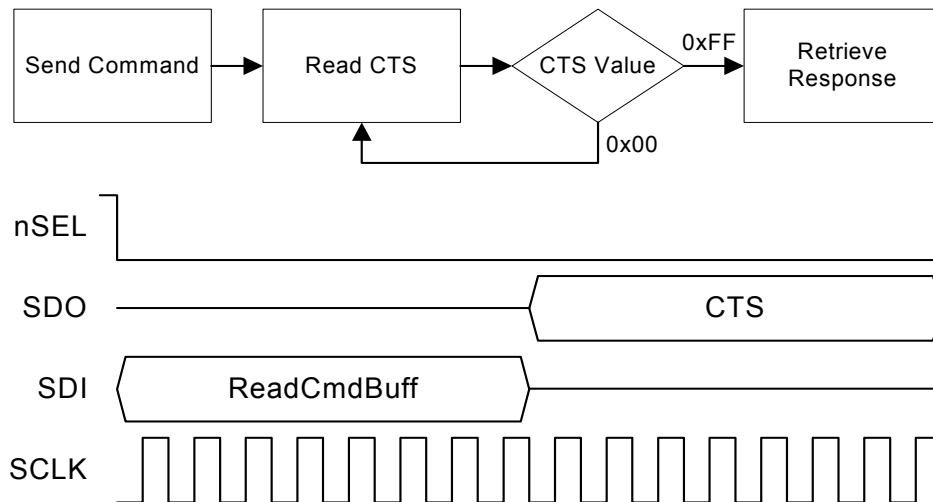 Send Command
Read CTS
CTS Value
0xFF
Retrieve
Response
0x00
nSEL
SDO
CTS
SDI
ReadCmdBuff
SCLK